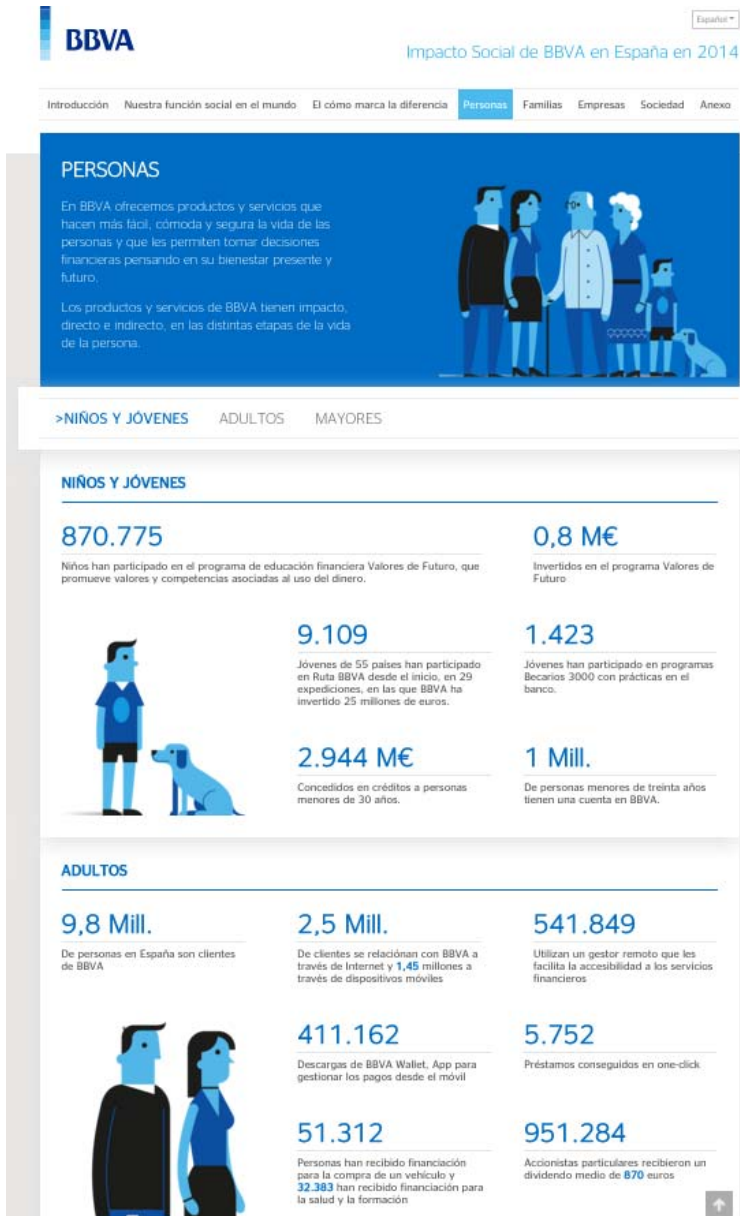 Español
BBVA
Impacto Social de BBVA en España en 2014
Introducción Nuestra función social en el mundo El cómo marca la diferencia Personas Familias Empresas Sociedad Anexo
PERSONAS
En BBVA ofrecemos productos y servicios que
hacen más fácil, cómoda y segura la vida de las
personas y que les permiten tomar decisiones
financieras pensando en su bienestar presente y
futuro.
Los productos y servicios de BBVA tienen impacto,
directo e indirecto, en las distintas etapas de la vida
de la persona.
>NIÑOS Y JÓVENES ADULTOS MAYORES
NIÑOS Y JÓVENES
870.775
Niños han participado en el programa de educación financiera Valores de Futuro, que
promueve valores y competencias asociadas al uso del dinero.
0,8 M€
Invertidos en el programa Valores de
Futuro
9.109
Jóvenes de 55 países han participado
en Ruta BBVA desde el inicio, en 29
expediciones, en las que BBVA ha
invertido 25 millones de euros.
1.423
Jóvenes han participado en programas
Becarios 3000 con prácticas en el
banco.
2.944 M€
Concedidos en créditos a personas
menores de 30 años.
1 Mill.
De personas menores de treinta años
tienen una cuenta en BBVA.
ADULTOS
9,8 Mill.
De personas en España son clientes
de BBVA
2,5 Mill.
De clientes se relaciónan con BBVA a
través de Internet y 1,45 millones a
través de dispositivos móviles
541.849
Utilizan un gestor remoto que les
facilita la accesibilidad a los servicios
financieros
411.162
Descargas de BBVA Wallet, App para
gestionar los pagos desde el móvil
5.752
Préstamos conseguidos en one-click
51.312
Personas han recibido financiación
para la compra de un vehículo y
32.383 han recibido financiación para
la salud y la formación
951.284
Accionistas particulares recibieron un
dividendo medio de 870 euros